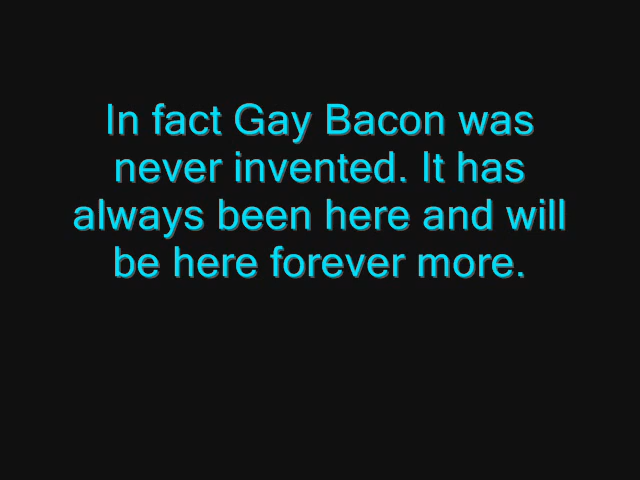 In fact Gay Bacon was
never invented. It has
always been here and will
be here forever more.